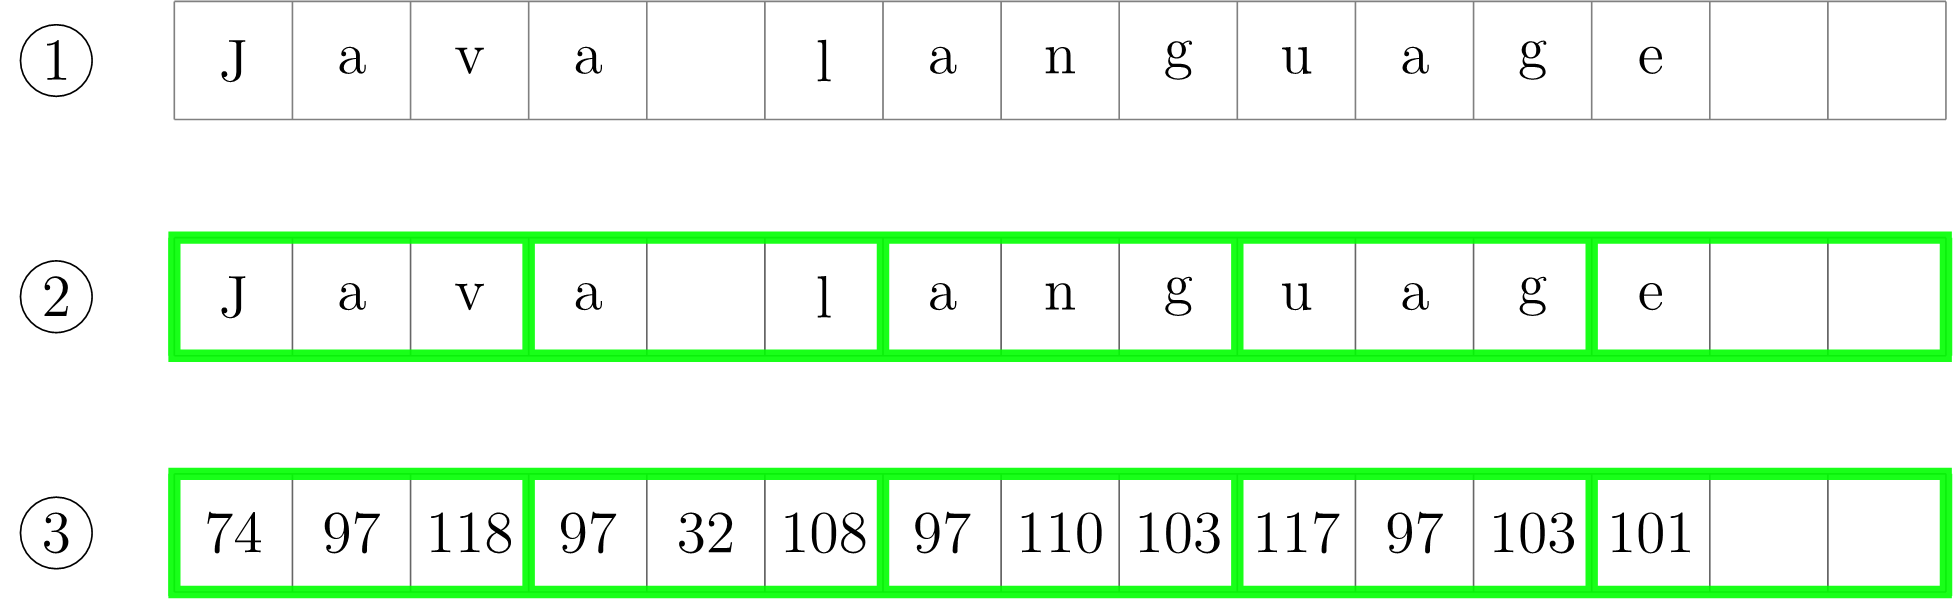 ① J a v a l a n g u a g e
② J a v a l a n g u a g e
③ 74 97 118 97 32 108 97 110 103 117 97 103 101